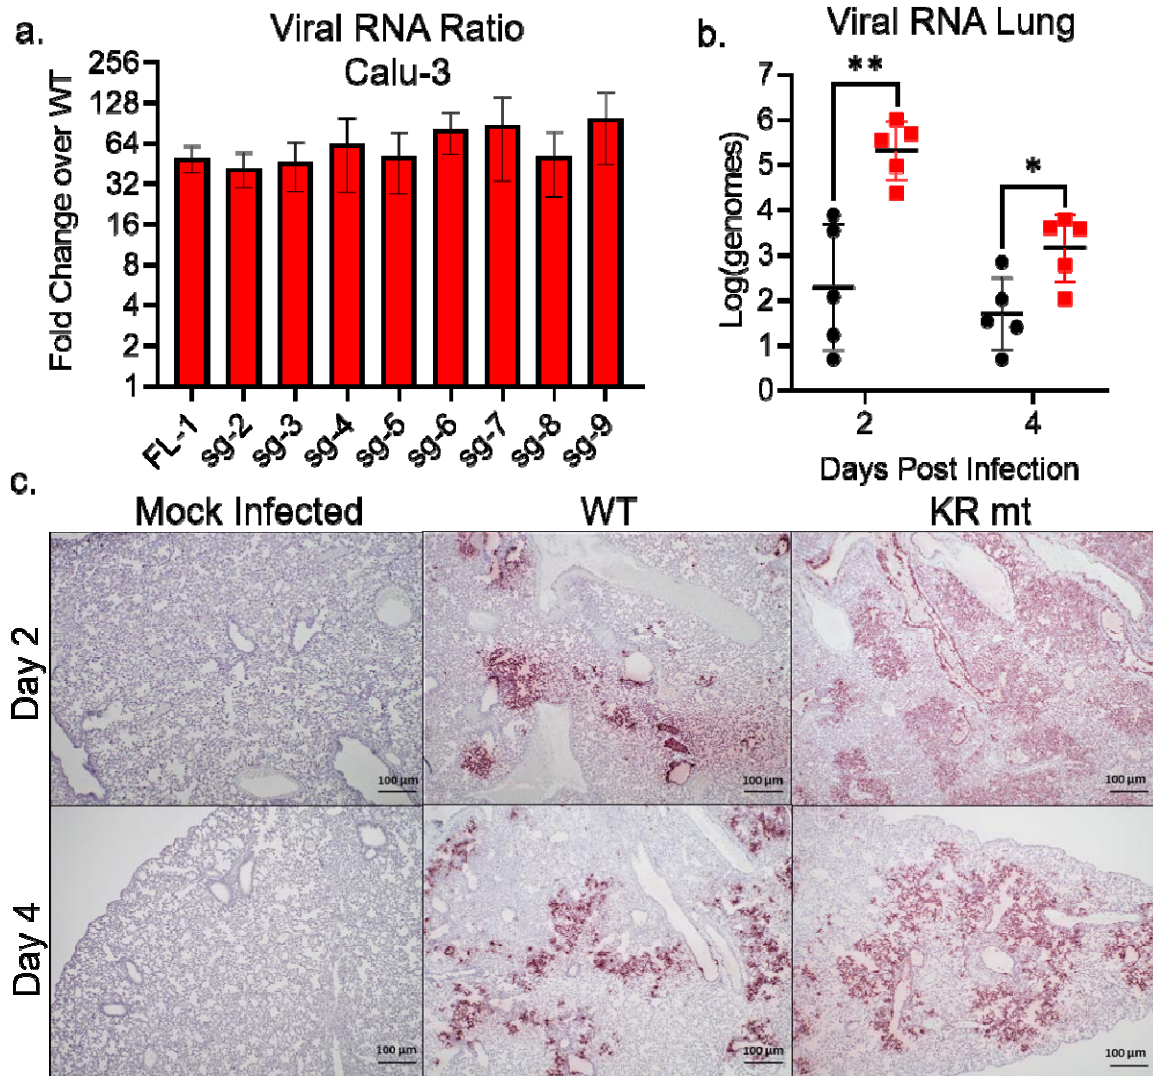 a.
Viral RNA Ratio
Calu-3
Fold Change over WT
256
128
64
32
16
8
4
2
1
FL-1 sg-2 sg-3 sg-4 sg-5 sg-6 sg-7 sg-8 sg-9
b.
Viral RNA Lung
Log(genomes)
7
6
5
4
3
2
1
0
**
*
2 4
Days Post Infection
c.
Mock Infected WT KR mt
Day 2
100 µm 100 µm 100 µm
Day 4
100 µm 100 µm 100 µm